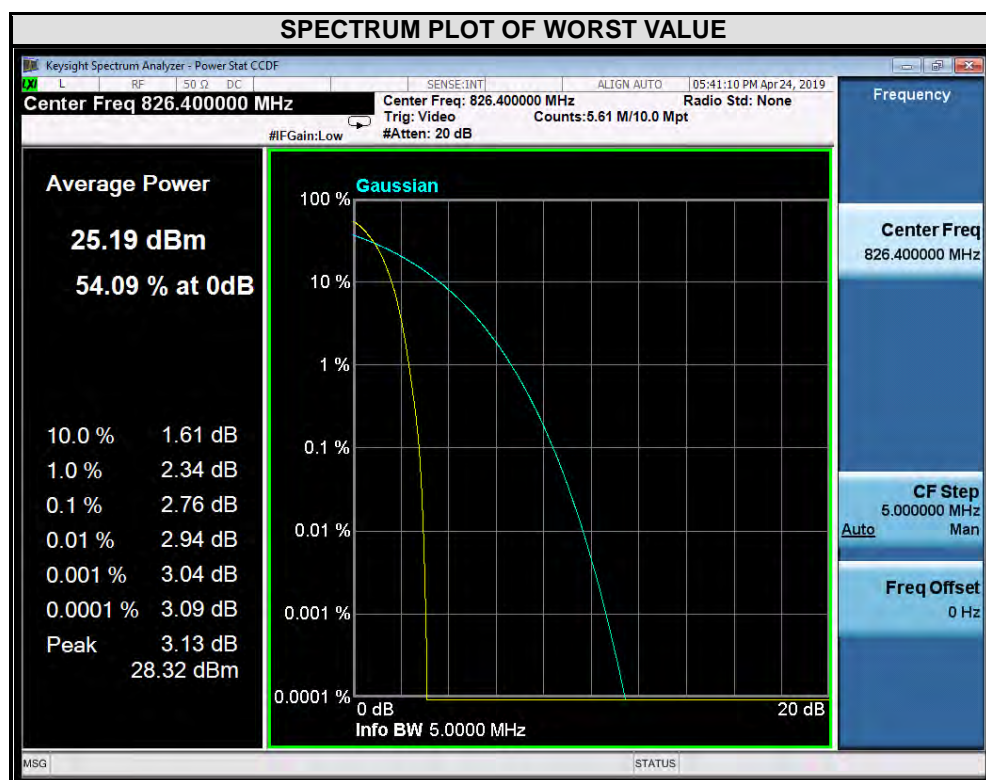 SPECTRUM PLOT OF WORST VALUE
Keysight Spectrum Analyzer - Power Stat CCDF
LXI L RF 50 Ω DC SENSE:INT ALIGN AUTO 05:41:10 PM Apr 24, 2019
Center Freq 826.400000 MHz
Center Freq: 826.400000 MHz Radio Std: None
Trig: Video Counts:5.61 M/10.0 Mpt
#IFGain:Low #Atten: 20 dB
Frequency
Average Power
25.19 dBm
54.09 % at 0dB
10.0 % 1.61 dB
1.0 % 2.34 dB
0.1 % 2.76 dB
0.01 % 2.94 dB
0.001 % 3.04 dB
0.0001 % 3.09 dB
Peak 3.13 dB
28.32 dBm
Gaussian
100 %
10 %
1 %
0.1 %
0.01 %
0.001 %
0.0001 %
0 dB 20 dB
Info BW 5.0000 MHz
Center Freq
826.400000 MHz
CF Step
5.000000 MHz
Auto Man
Freq Offset
0 Hz
MSG STATUS